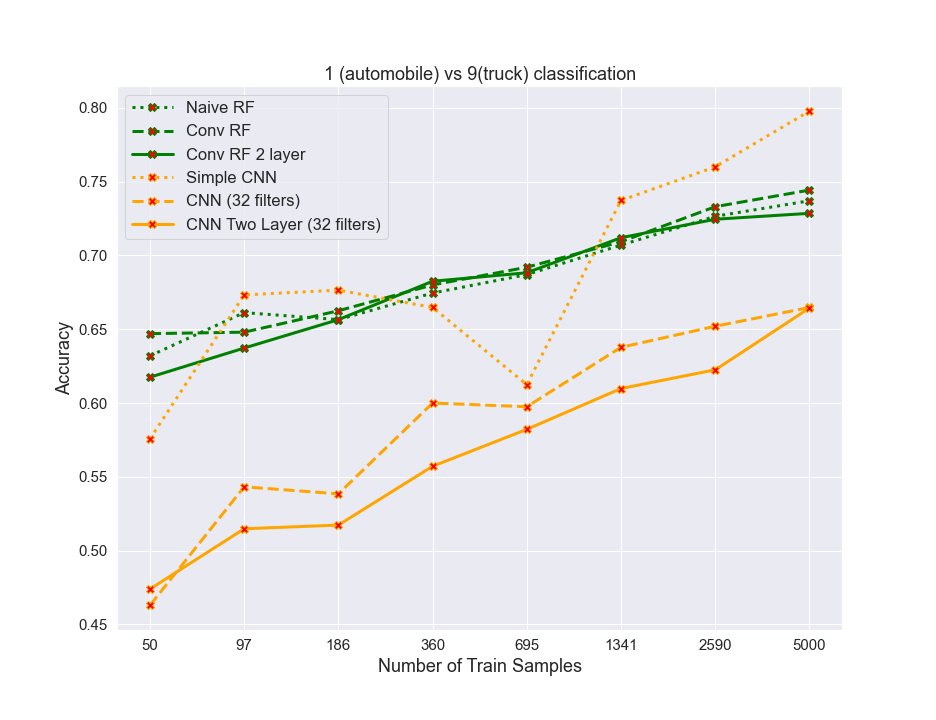 1 (automobile) vs 9(truck) classification
Naive RF
Conv RF
Conv RF 2 layer
Simple CNN
CNN (32 filters)
CNN Two Layer (32 filters)
Accuracy
0.80
0.75
0.70
0.65
0.60
0.55
0.50
0.45
50 97 186 360 695 1341 2590 5000
Number of Train Samples